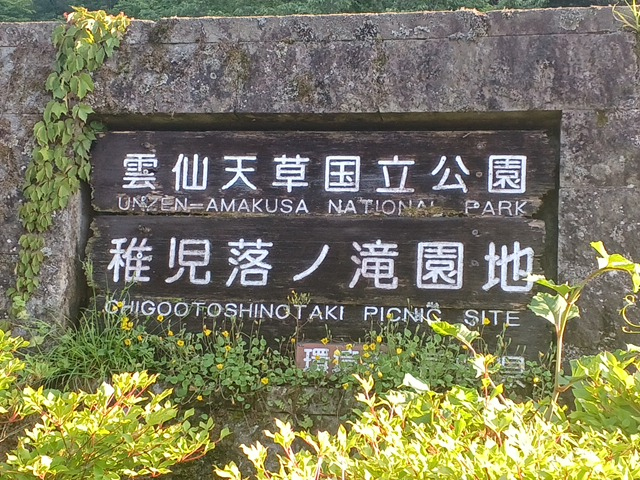 雲仙天草国立公園
UNZEN-AMAKUSA NATIONAL PARK
稚児落ノ滝園地
CHIGOOTOSHINOTAKI PICNIC SITE
環